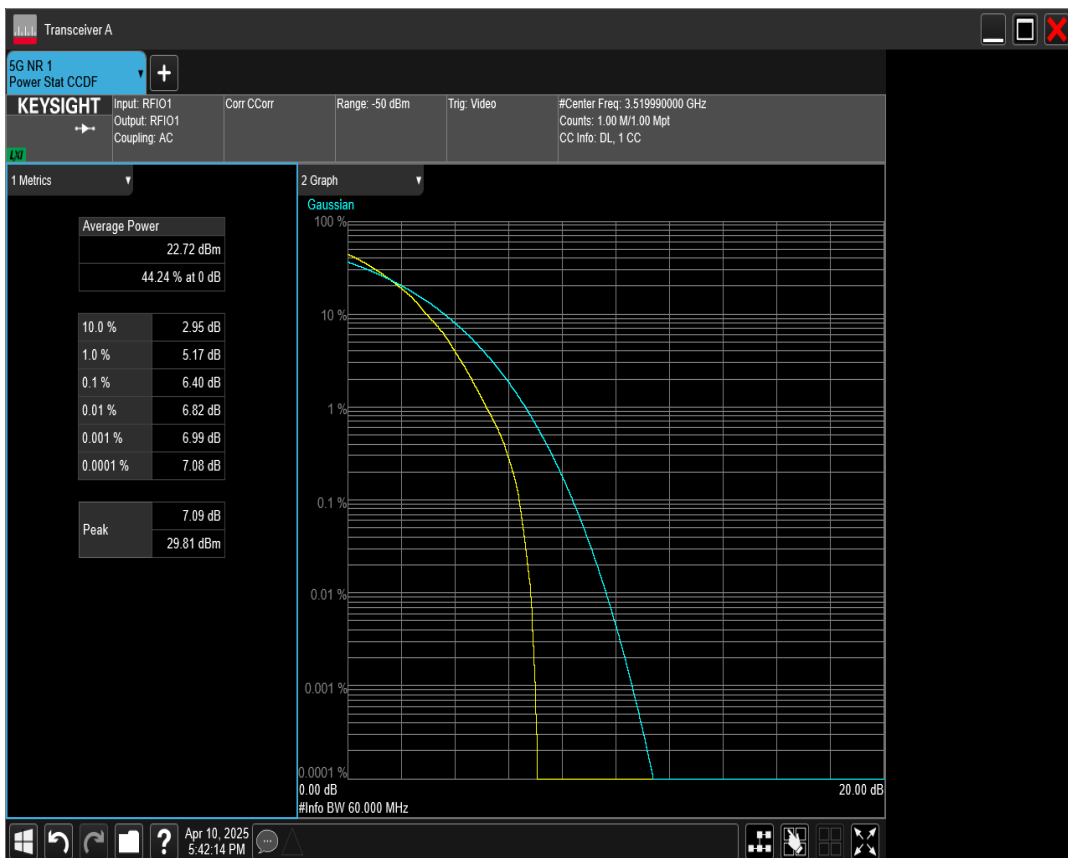 Transceiver A
5G NR 1
Power Stat CCDF
+
KEYSIGHT
LXI
Input: RFIO1
Output: RFIO1
Coupling: AC
Corr CCorr
Range: -50 dBm
Trig: Video
#Center Freq: 3.519990000 GHz
Counts: 1.00 M/1.00 Mpt
CC Info: DL, 1 CC
1 Metrics
Average Power
22.72 dBm
44.24 % at 0 dB
10.0 % 2.95 dB
1.0 % 5.17 dB
0.1 % 6.40 dB
0.01 % 6.82 dB
0.001 % 6.99 dB
0.0001 % 7.08 dB
Peak
7.09 dB
29.81 dBm
2 Graph
Gaussian
100 %
10 %
1 %
0.1 %
0.01 %
0.001 %
0.0001 %
0.00 dB 20.00 dB
#Info BW 60.000 MHz
?
Apr 10, 2025
5:42:14 PM